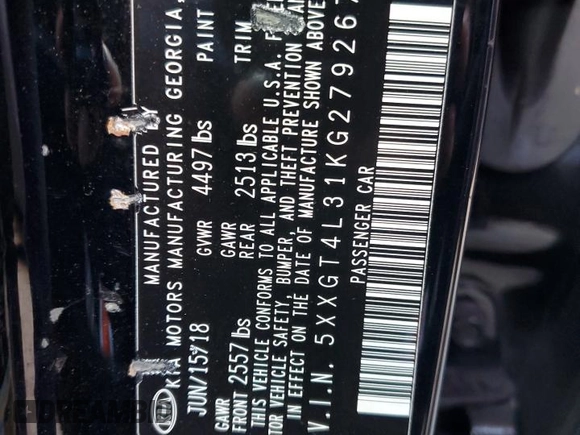 MANUFACTURED BY
KIA MOTORS MANUFACTURING GEORGIA,
JUN/15/18 GVWR 4497 lbs PAINT
GAWR FRONT 2557 lbs GAWR REAR 2513 lbs TRIM
THIS VEHICLE CONFORMS TO ALL APPLICABLE U.S.A.
MOTOR VEHICLE SAFETY, BUMPER, AND THEFT PREVENTION
IN EFFECT ON THE DATE OF MANUFACTURE SHOWN ABOVE
V.I.N. 5XXGT4L31KG279267
PASSENGER CAR